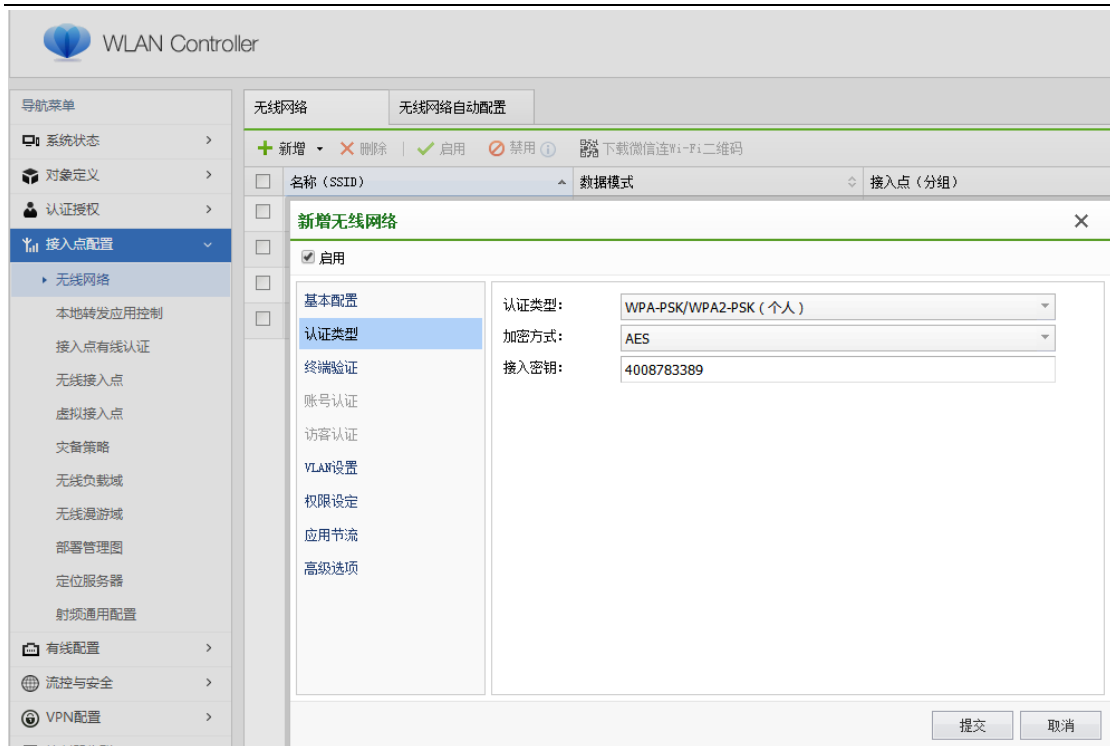 WLAN Controller
导航菜单
系统状态
对象定义
认证授权
接入点配置
无线网络
本地转发应用控制
接入点有线认证
无线接入点
虚拟接入点
灾备策略
无线负载域
无线漫游域
部署管理图
定位服务器
射频通用配置
有线配置
流控与安全
VPN配置
无线网络 无线网络自动配置
新增 删除 启用 禁用 下载微信连Wi-Fi二维码
名称（SSID） 数据模式 接入点（分组）
新增无线网络
启用
基本配置
认证类型
终端验证
账号认证
访客认证
VLAN设置
权限设定
应用节流
高级选项
认证类型： WPA-PSK/WPA2-PSK（个人）
加密方式： AES
接入密钥： 4008783389
提交 取消